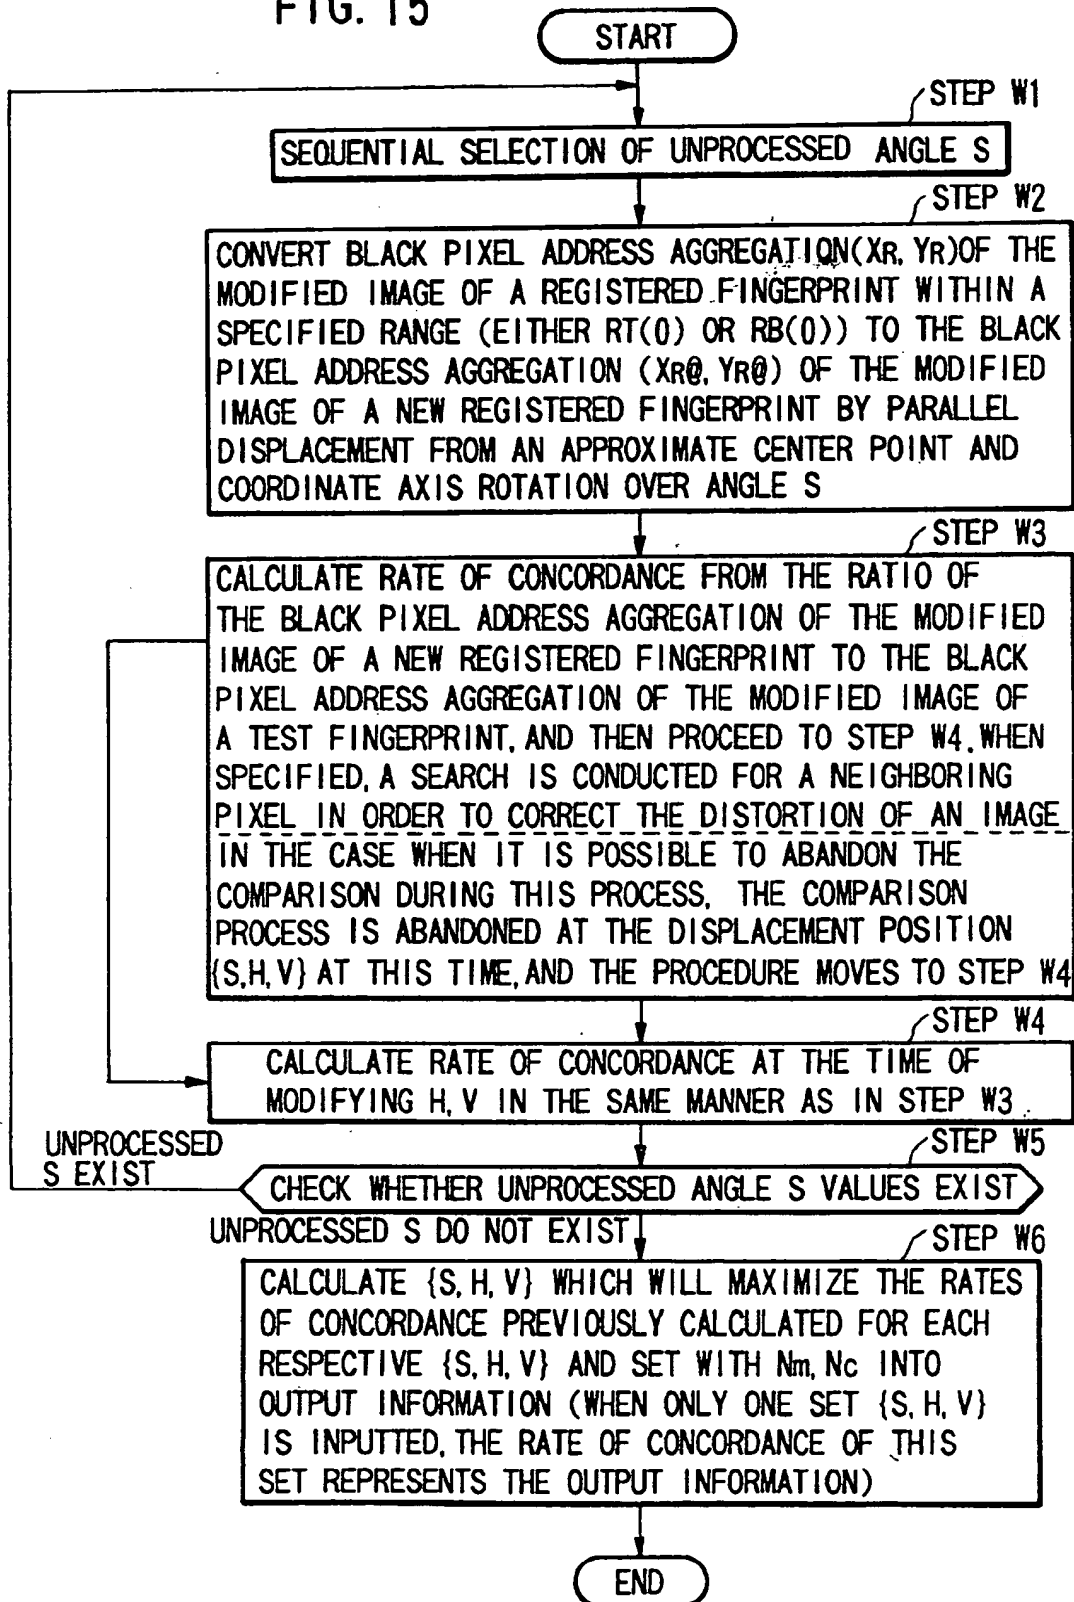 FIG. 15
START
STEP W1
SEQUENTIAL SELECTION OF UNPROCESSED ANGLE S
STEP W2
CONVERT BLACK PIXEL ADDRESS AGGREGATION(XR, YR)OF THE
MODIFIED IMAGE OF A REGISTERED FINGERPRINT WITHIN A
SPECIFIED RANGE (EITHER RT(0) OR RB(0)) TO THE BLACK
PIXEL ADDRESS AGGREGATION (XR@, YR@) OF THE MODIFIED
IMAGE OF A NEW REGISTERED FINGERPRINT BY PARALLEL
DISPLACEMENT FROM AN APPROXIMATE CENTER POINT AND
COORDINATE AXIS ROTATION OVER ANGLE S
STEP W3
CALCULATE RATE OF CONCORDANCE FROM THE RATIO OF
THE BLACK PIXEL ADDRESS AGGREGATION OF THE MODIFIED
IMAGE OF A NEW REGISTERED FINGERPRINT TO THE BLACK
PIXEL ADDRESS AGGREGATION OF THE MODIFIED IMAGE OF
A TEST FINGERPRINT, AND THEN PROCEED TO STEP W4. WHEN
SPECIFIED, A SEARCH IS CONDUCTED FOR A NEIGHBORING
PIXEL IN ORDER TO CORRECT THE DISTORTION OF AN IMAGE
IN THE CASE WHEN IT IS POSSIBLE TO ABANDON THE
COMPARISON DURING THIS PROCESS, THE COMPARISON
PROCESS IS ABANDONED AT THE DISPLACEMENT POSITION
{S,H,V} AT THIS TIME, AND THE PROCEDURE MOVES TO STEP W4
STEP W4
CALCULATE RATE OF CONCORDANCE AT THE TIME OF
MODIFYING H, V IN THE SAME MANNER AS IN STEP W3
UNPROCESSED
S EXIST
STEP W5
CHECK WHETHER UNPROCESSED ANGLE S VALUES EXIST
UNPROCESSED S DO NOT EXIST
STEP W6
CALCULATE {S, H, V} WHICH WILL MAXIMIZE THE RATES
OF CONCORDANCE PREVIOUSLY CALCULATED FOR EACH
RESPECTIVE {S, H, V} AND SET WITH Nm, Nc INTO
OUTPUT INFORMATION (WHEN ONLY ONE SET {S, H, V}
IS INPUTTED, THE RATE OF CONCORDANCE OF THIS
SET REPRESENTS THE OUTPUT INFORMATION)
END